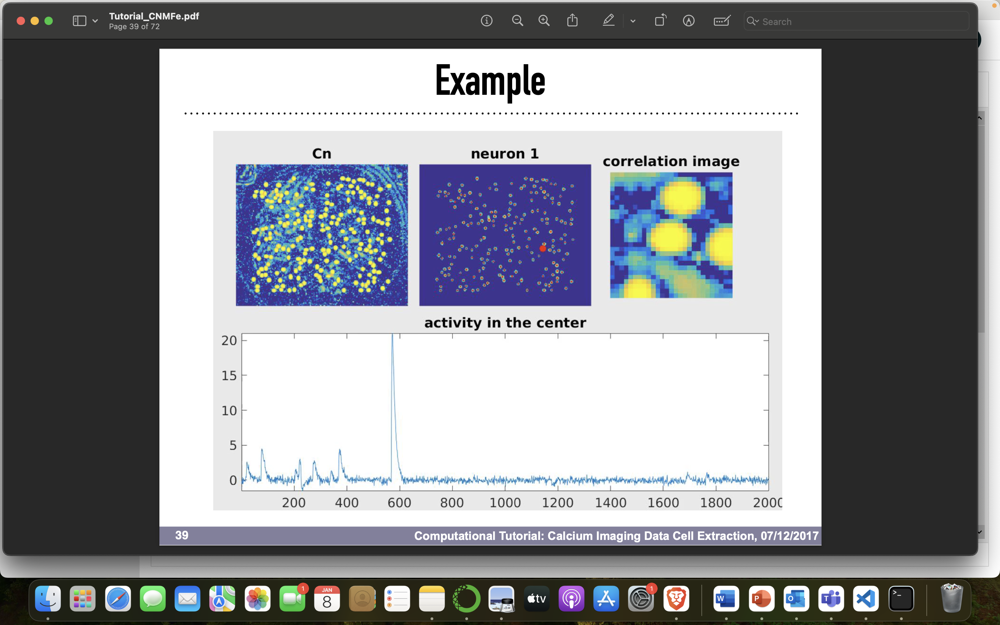 Tutorial_CNMFe.pdf
Page 39 of 72
Search
Example
Cn
neuron 1
correlation image
activity in the center
20
15
10
5
0
200 400 600 800 1000 1200 1400 1600 1800 2000
39 Computational Tutorial: Calcium Imaging Data Cell Extraction, 07/12/2017
1
JAN
8
tv
1
W
P
O
T
>_